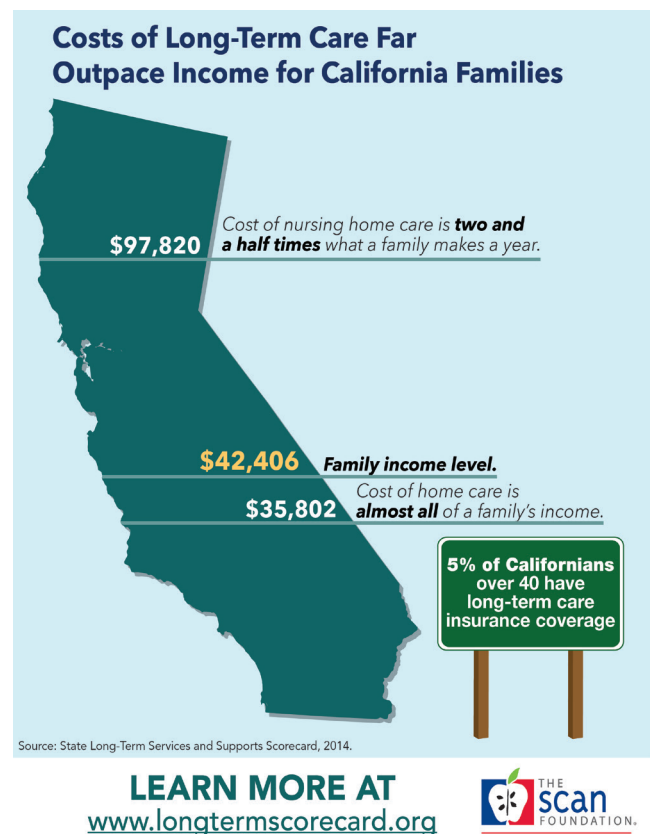 Costs of Long-Term Care Far
Outpace Income for California Families
$97,820
Cost of nursing home care is two and
a half times what a family makes a year.
$42,406
Family income level.
$35,802
Cost of home care is
almost all of a family's income.
5% of Californians
over 40 have
long-term care
insurance coverage
Source: State Long-Term Services and Supports Scorecard, 2014.
LEARN MORE AT
www.longtermscorecard.org
THE
scan
FOUNDATION®